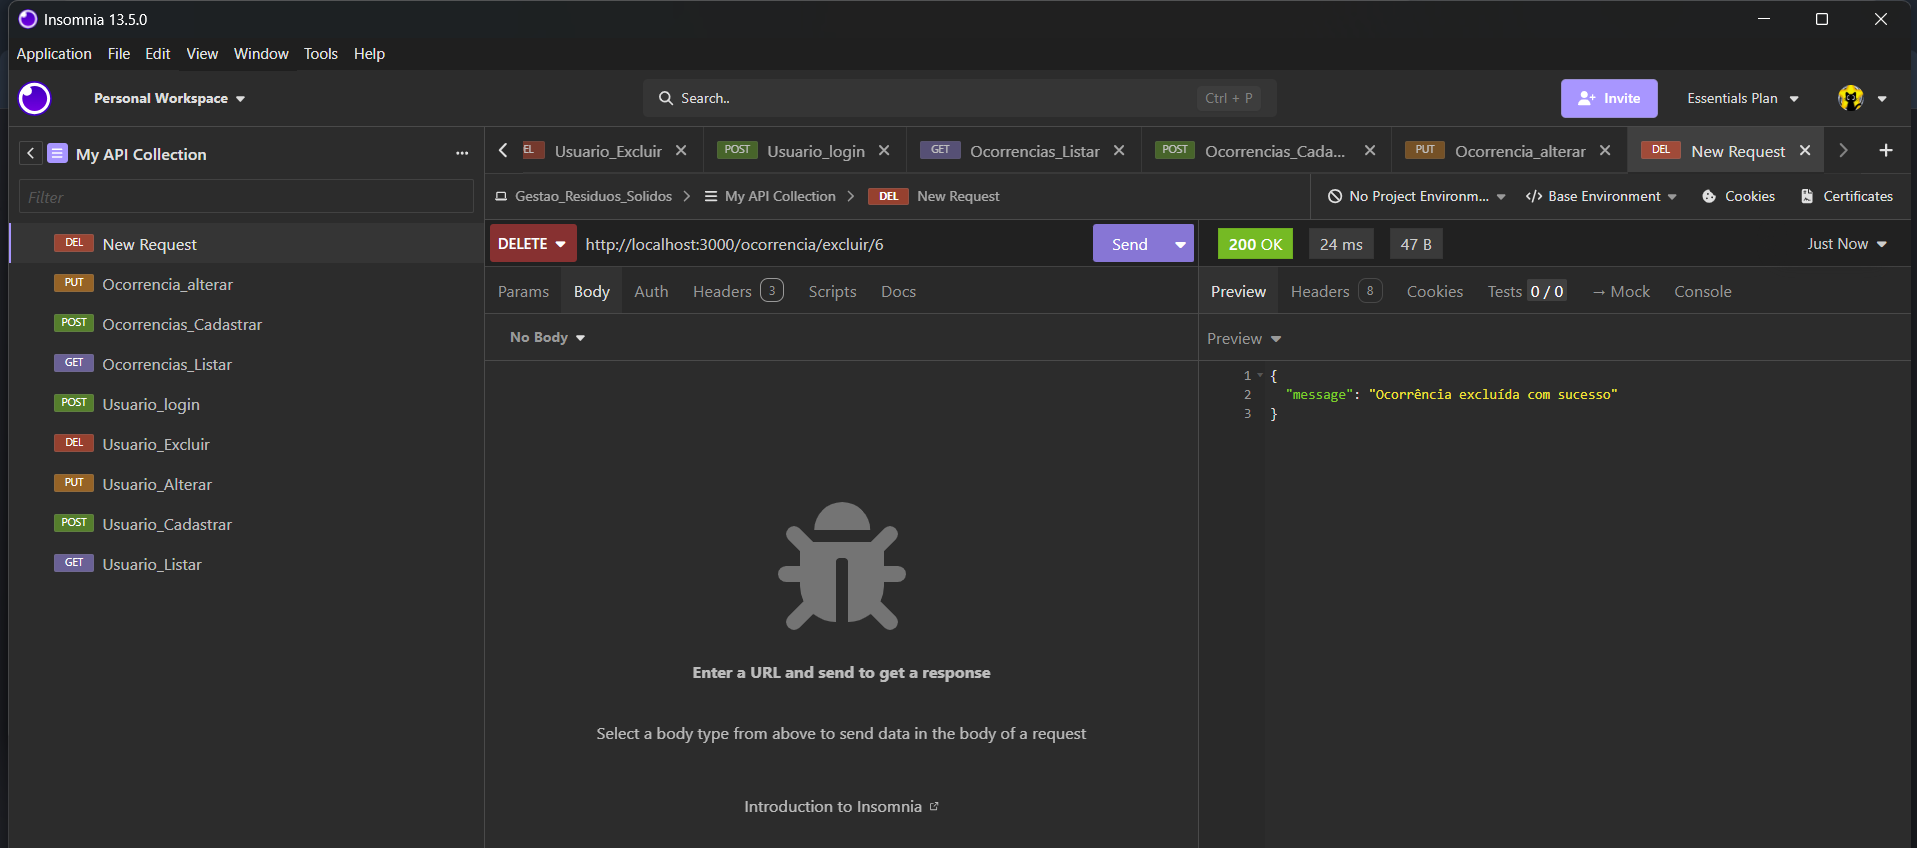 Insomnia 13.5.0
Application File Edit View Window Tools Help
Personal Workspace
Search..
Ctrl + P
Invite
Essentials Plan
My API Collection
Filter
DEL New Request
PUT Ocorrencia_alterar
POST Ocorrencias_Cadastrar
GET Ocorrencias_Listar
POST Usuario_login
DEL Usuario_Excluir
PUT Usuario_Alterar
POST Usuario_Cadastrar
GET Usuario_Listar
EL Usuario_Excluir
POST Usuario_login
GET Ocorrencias_Listar
POST Ocorrencias_Cada...
PUT Ocorrencia_alterar
DEL New Request
Gestao_Residuos_Solidos
My API Collection
DEL New Request
No Project Environm...
</> Base Environment
Cookies
Certificates
DELETE http://localhost:3000/ocorrencia/excluir/6 Send
200 OK 24 ms 47 B Just Now
Params Body Auth Headers 3 Scripts Docs
Preview Headers 8 Cookies Tests 0 / 0 → Mock Console
No Body
Preview
1 {
2 "message": "Ocorrência excluída com sucesso"
3 }
Enter a URL and send to get a response
Select a body type from above to send data in the body of a request
Introduction to Insomnia